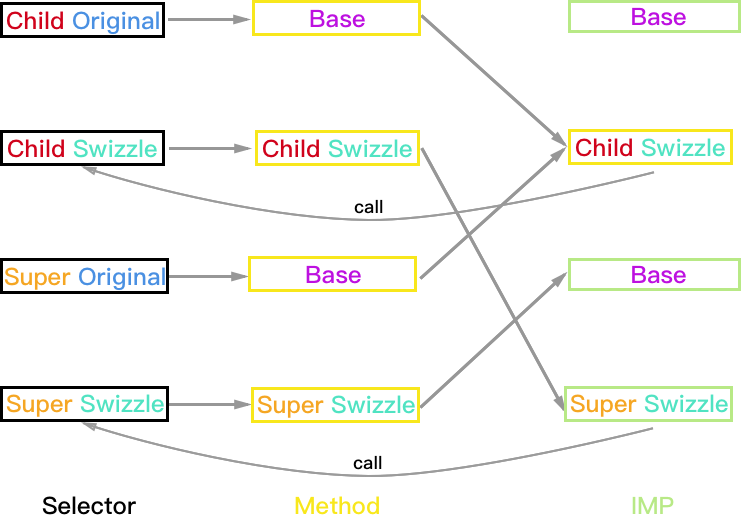 Child Original
Base
Base
Child Swizzle
Child Swizzle
Child Swizzle
call
Super Original
Base
Base
Super Swizzle
Super Swizzle
Super Swizzle
call
Selector
Method
IMP